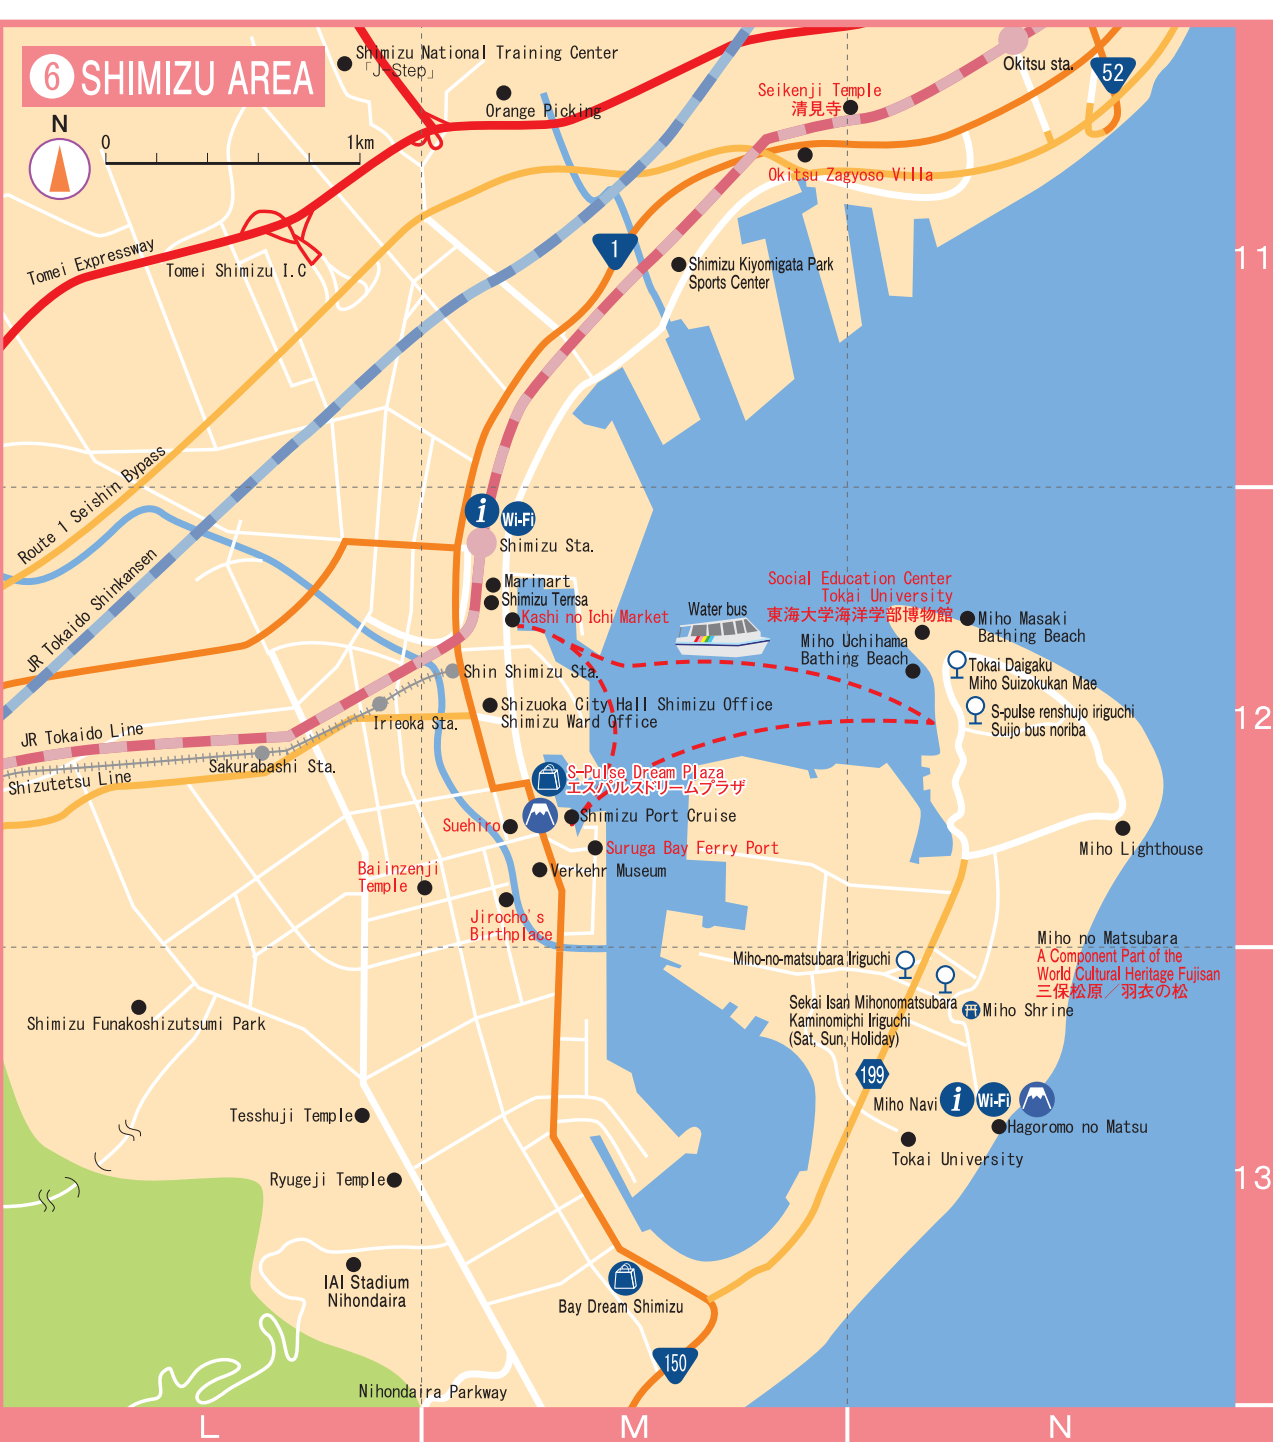 6 SHIMIZU AREA
Shimizu National Training Center
「J-Step」
Orange Picking
N
0
1km
Okitsu sta.
52
Seikenji Temple
清見寺
Okitsu Zagyoso Villa
Tomei Expressway
Tomei Shimizu I.C
1
Shimizu Kiyomigata Park
Sports Center
11
Route 1 Seishin Bypass
JR Tokaido Shinkansen
i
Wi-Fi
Shimizu Sta.
Marinart
Shimizu Terrsa
Kashi no Ichi Market
Water bus
Social Education Center
Tokai University
東海大学海洋学部博物館
Miho Uchihama
Bathing Beach
Miho Masaki
Bathing Beach
Tokai Daigaku
Miho Suizokukan Mae
S-pulse renshujo iriguchi
Suijo bus noriba
Shin Shimizu Sta.
Shizuoka City Hall Shimizu Office
Shimizu Ward Office
Irieoka Sta.
12
JR Tokaido Line
Shizutetsu Line
Sakurabashi Sta.
S-Pulse Dream Plaza
エスパルスドリームプラザ
Shimizu Port Cruise
Suehiro
Suruga Bay Ferry Port
Miho Lighthouse
Verkehr Museum
Baiinzenji
Temple
Jirocho's
Birthplace
Miho no Matsubara
A Component Part of the
World Cultural Heritage Fujisan
三保松原／羽衣の松
Miho-no-matsubara Iriguchi
Sekai Isan Mihonomatsubara
Kaminomichi Iriguchi
(Sat, Sun, Holiday)
Miho Shrine
Shimizu Funakoshizutsumi Park
199
Miho Navi
i
Wi-Fi
Hagoromo no Matsu
Tokai University
Tesshuji Temple
Ryugeji Temple
13
IAI Stadium
Nihondaira
Bay Dream Shimizu
150
Nihondaira Parkway
L
M
N